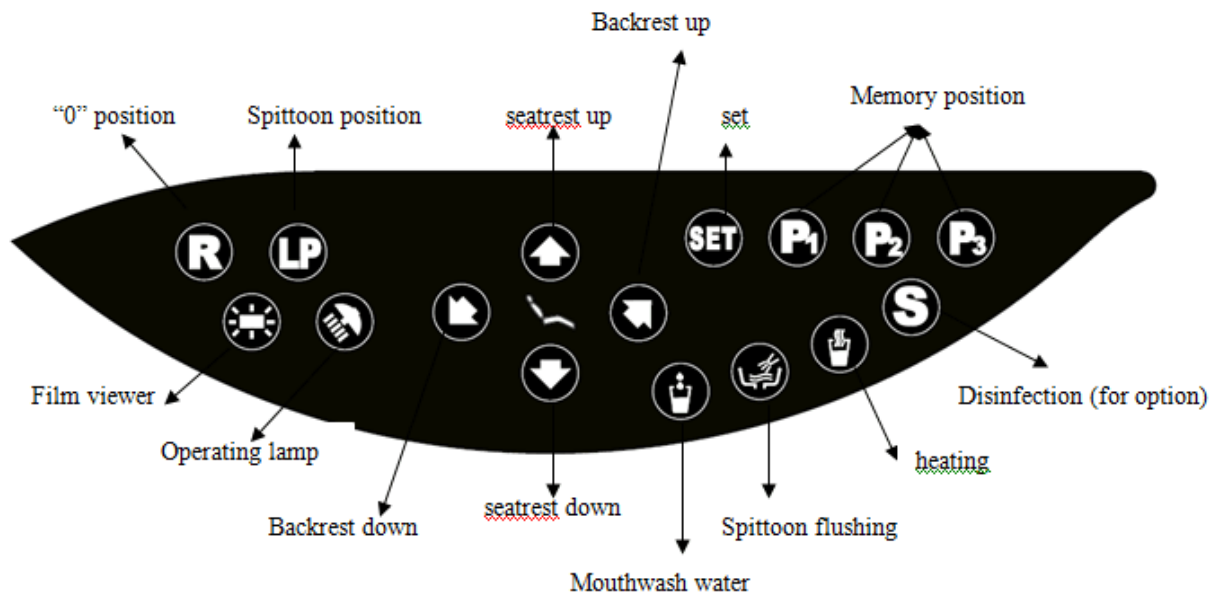 Backrest up
“0” position
Spittoon position
seatrest up
set
Memory position
R
LP
SET
P1
P2
P3
S
Film viewer
Operating lamp
Backrest down
seatrest down
Mouthwash water
Spittoon flushing
heating
Disinfection (for option)